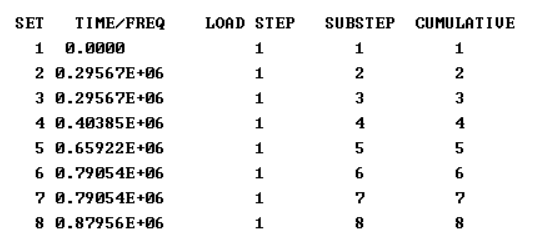 SET TIME/FREQ LOAD STEP SUBSTEP CUMULATIVE
1 0.0000 1 1 1
2 0.29567E+06 1 2 2
3 0.29567E+06 1 3 3
4 0.40385E+06 1 4 4
5 0.65922E+06 1 5 5
6 0.79054E+06 1 6 6
7 0.79054E+06 1 7 7
8 0.87956E+06 1 8 8